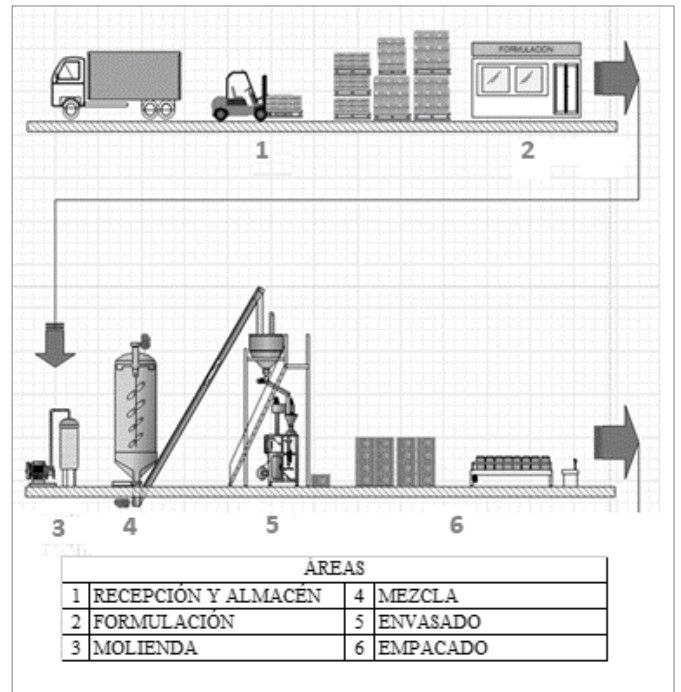 FORMULACION
1 2
3 4 5 6
ÁREAS
1 RECEPCIÓN Y ALMACÉN 4 MEZCLA
2 FORMULACIÓN 5 ENVASADO
3 MOLIENDA 6 EMPACADO